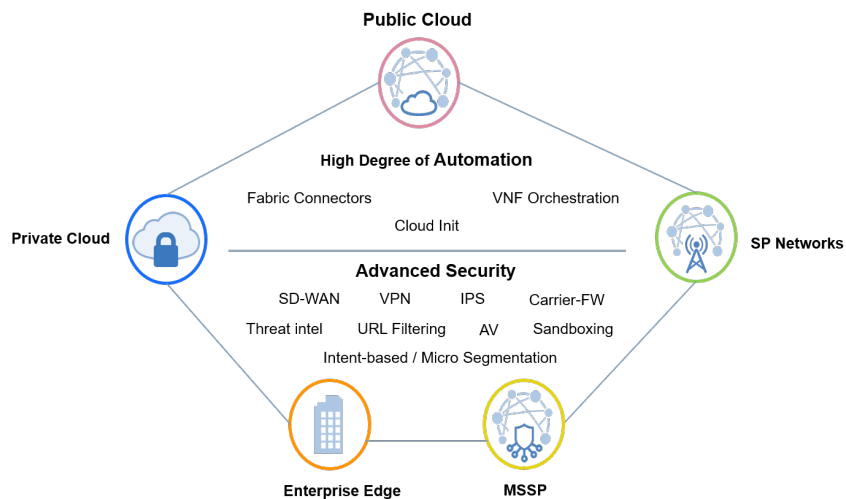 Public Cloud
High Degree of Automation
Fabric Connectors
VNF Orchestration
Cloud Init
Private Cloud
SP Networks
Advanced Security
SD-WAN
VPN
IPS
Carrier-FW
Threat intel
URL Filtering
AV
Sandboxing
Intent-based / Micro Segmentation
Enterprise Edge
MSSP